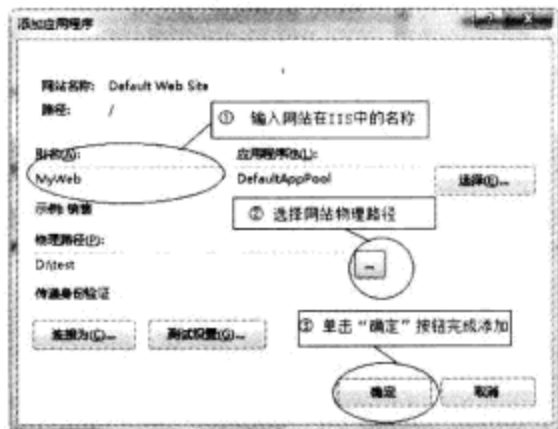 添加应用程序
网站名称: Default Web Site
路径: /
① 输入网站在IIS中的名称
别名(A): 应用程序池(L):
MyWeb DefaultAppPool 选择(E)...
示例: 销售
② 选择网站物理路径
物理路径(P):
D:\test ...
传递身份验证
③ 单击“确定”按钮完成添加
连接为(C)... 测试设置(G)...
确定 取消